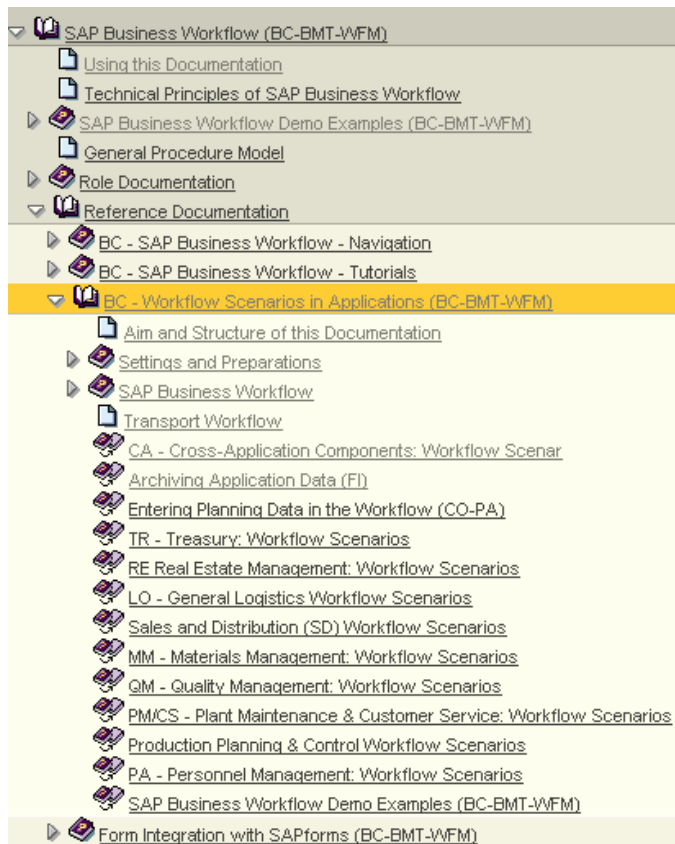 SAP Business Workflow (BC-BMT-WFM)
Using this Documentation
Technical Principles of SAP Business Workflow
SAP Business Workflow Demo Examples (BC-BMT-WFM)
General Procedure Model
Role Documentation
Reference Documentation
BC - SAP Business Workflow - Navigation
BC - SAP Business Workflow - Tutorials
BC - Workflow Scenarios in Applications (BC-BMT-WFM)
Aim and Structure of this Documentation
Settings and Preparations
SAP Business Workflow
Transport Workflow
CA - Cross-Application Components: Workflow Scenar
Archiving Application Data (FI)
Entering Planning Data in the Workflow (CO-PA)
TR - Treasury: Workflow Scenarios
RE Real Estate Management: Workflow Scenarios
LO - General Logistics Workflow Scenarios
Sales and Distribution (SD) Workflow Scenarios
MM - Materials Management: Workflow Scenarios
QM - Quality Management: Workflow Scenarios
PM/CS - Plant Maintenance & Customer Service: Workflow Scenarios
Production Planning & Control Workflow Scenarios
PA - Personnel Management: Workflow Scenarios
SAP Business Workflow Demo Examples (BC-BMT-WFM)
Form Integration with SAPforms (BC-BMT-WFM)